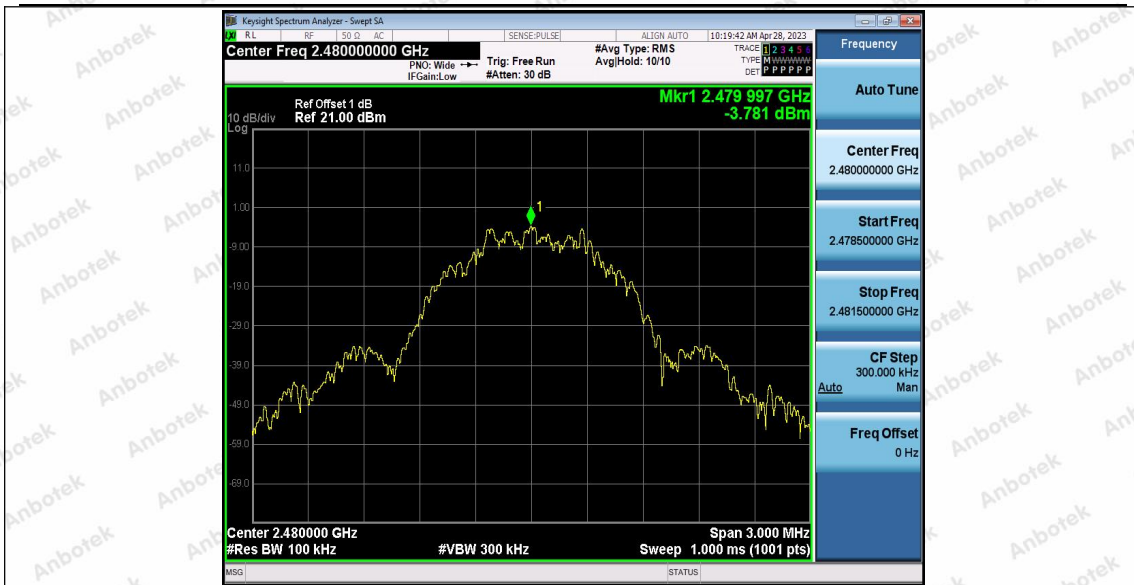 Keysight Spectrum Analyzer - Swept SA
RL RF 50 Ω AC SENSE:PULSE ALIGN AUTO 10:19:42 AM Apr 28, 2023
Center Freq 2.480000000 GHz
PNO: Wide
IFGain:Low
Trig: Free Run
#Atten: 30 dB
#Avg Type: RMS
Avg|Hold: 10/10
TRACE 1 2 3 4 5 6
TYPE M WWWWW
DET P P P P P P
Frequency
Auto Tune
Center Freq
2.480000000 GHz
Start Freq
2.478500000 GHz
Stop Freq
2.481500000 GHz
CF Step
300.000 kHz
Auto Man
Freq Offset
0 Hz
Mkr1 2.479 997 GHz
-3.781 dBm
Ref Offset 1 dB
10 dB/div Ref 21.00 dBm
Log
11.0
1.00
1
-9.00
-19.0
-29.0
-39.0
-49.0
-59.0
-69.0
Center 2.480000 GHz Span 3.000 MHz
#Res BW 100 kHz #VBW 300 kHz Sweep 1.000 ms (1001 pts)
MSG STATUS
Anbotek